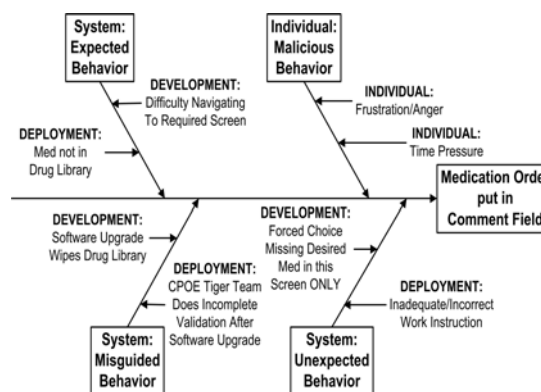 System:
Expected
Behavior
Individual:
Malicious
Behavior
DEVELOPMENT:
Difficulty Navigating
To Required Screen
DEPLOYMENT:
Med not in
Drug Library
INDIVIDUAL:
Frustration/Anger
INDIVIDUAL:
Time Pressure
Medication Orde
put in
Comment Field
DEVELOPMENT:
Software Upgrade
Wipes Drug Library
DEPLOYMENT:
CPOE Tiger Team
Does Incomplete
Validation After
Software Upgrade
DEVELOPMENT:
Forced Choice
Missing Desired
Med in this
Screen ONLY
DEPLOYMENT:
Inadequate/Incorrect
Work Instruction
System:
Misguided
Behavior
System:
Unexpected
Behavior